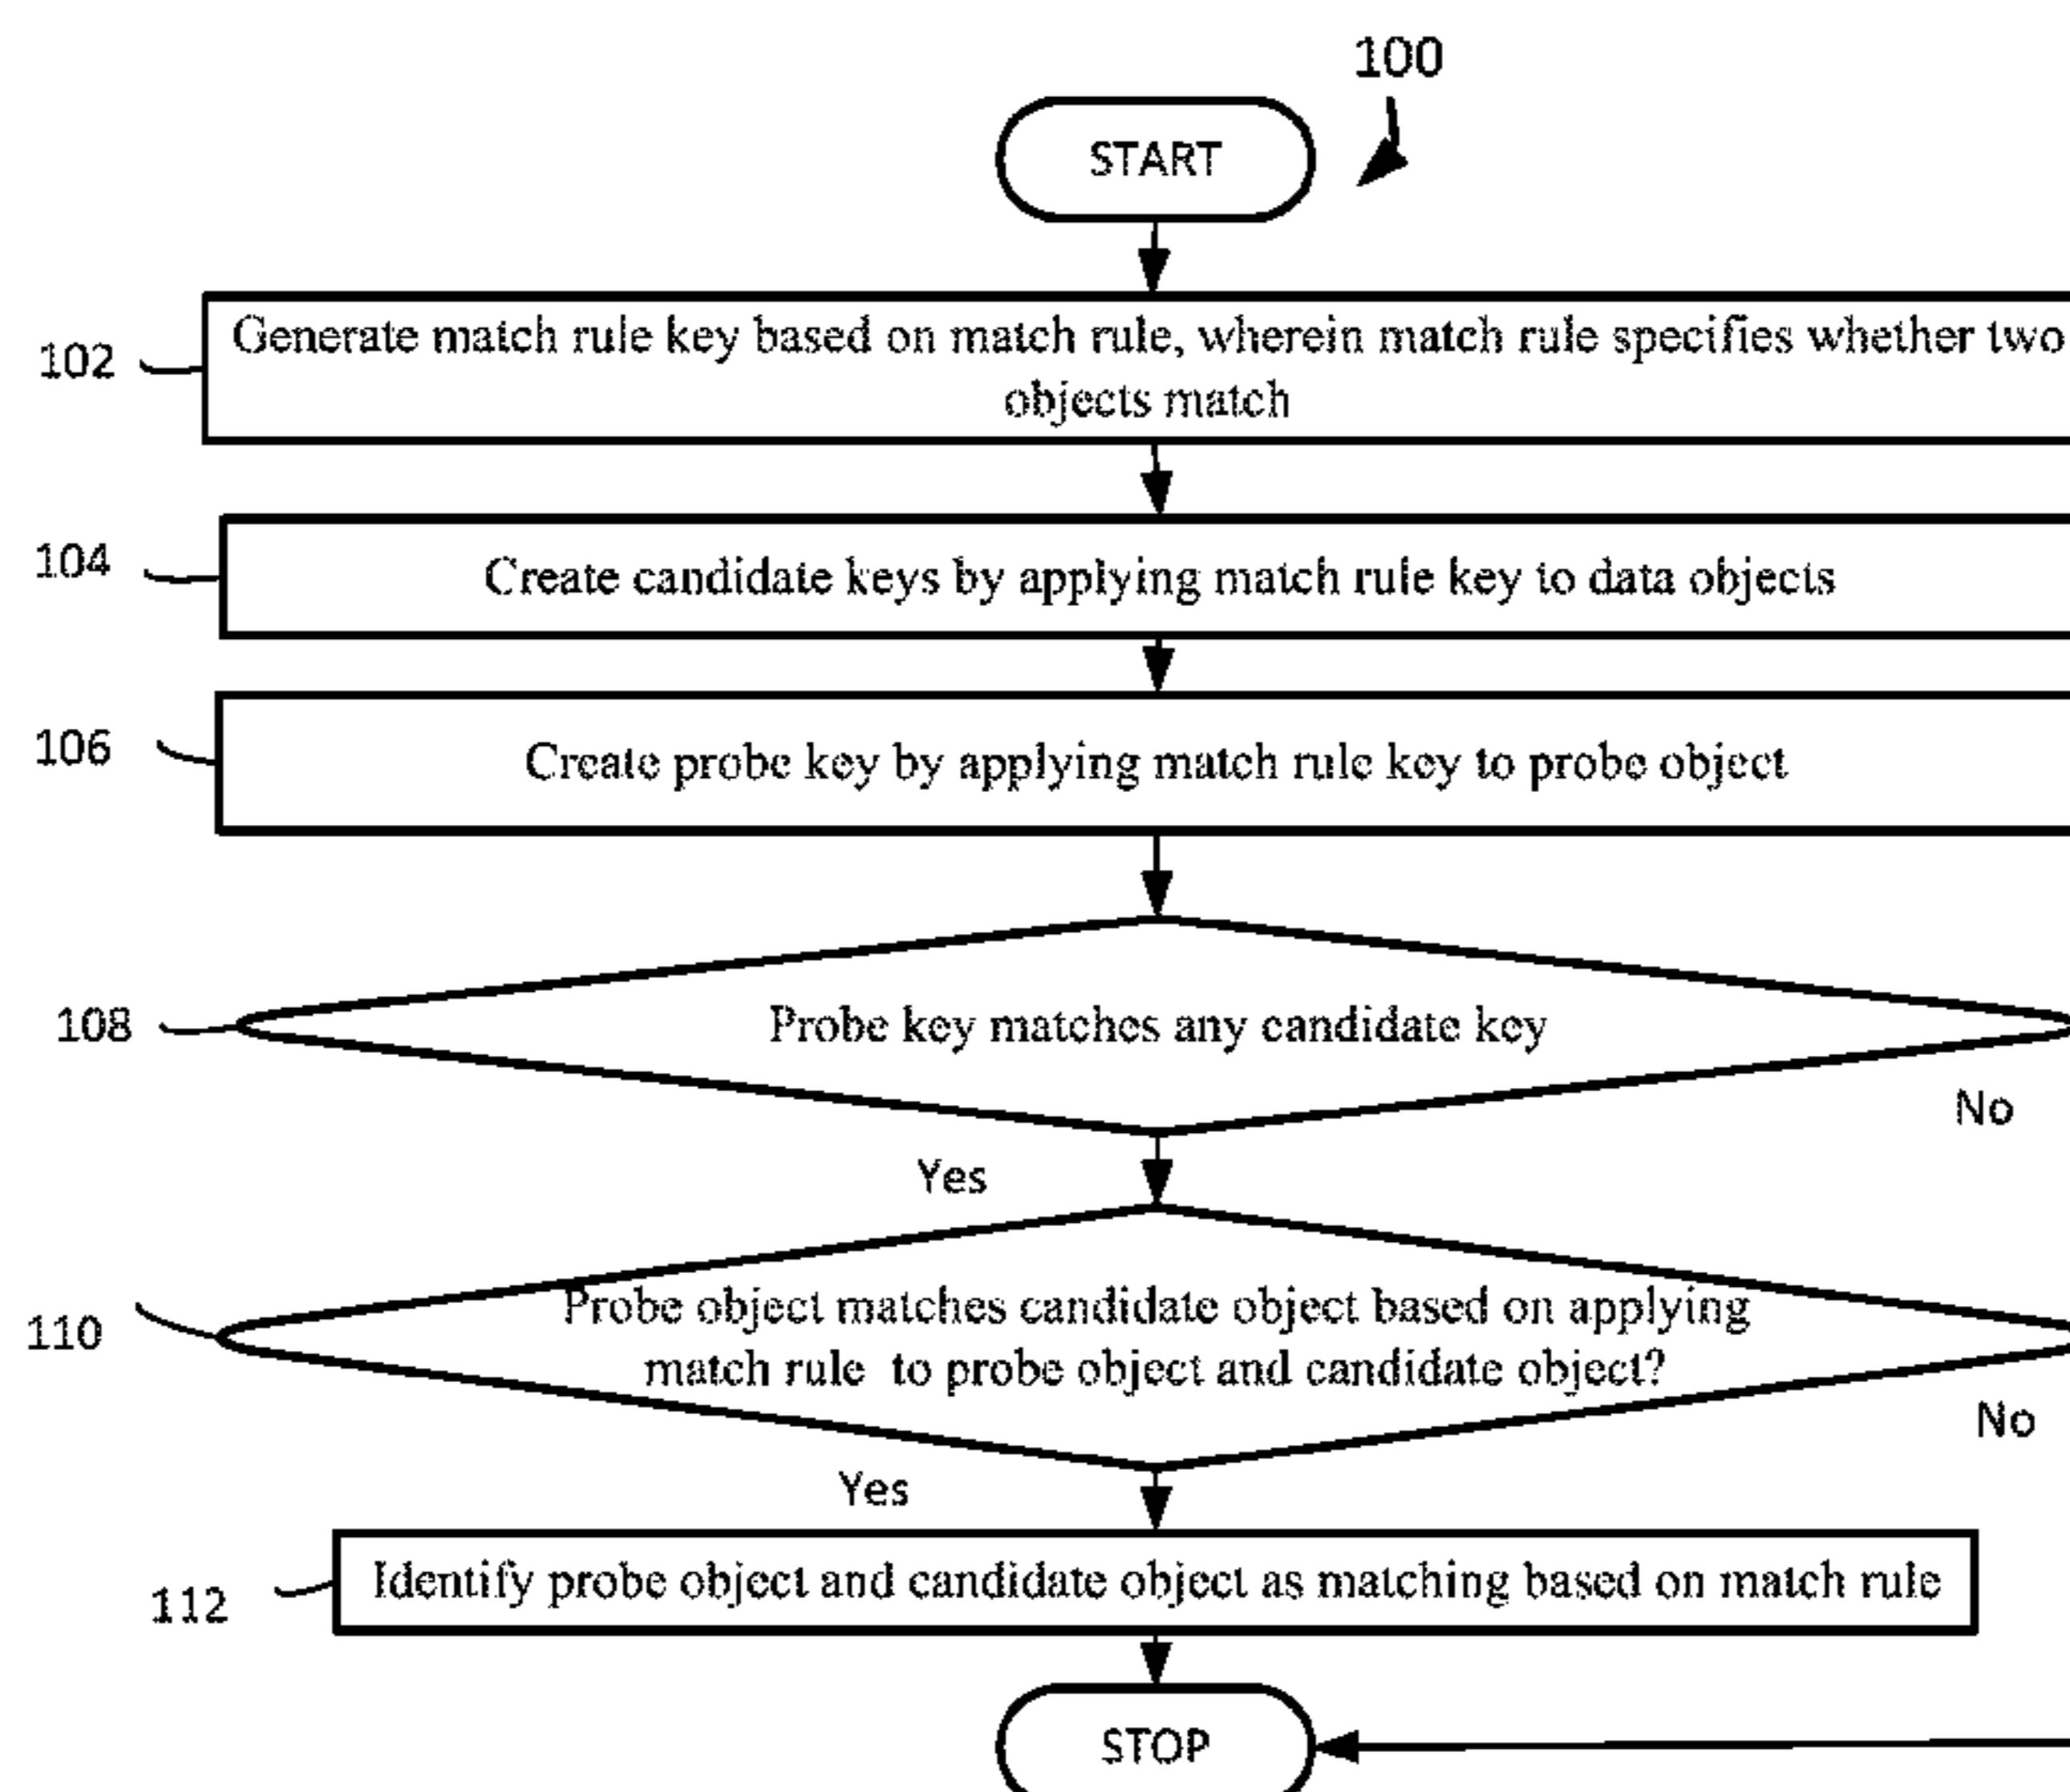 100
START
102
Generate match rule key based on match rule, wherein match rule specifies whether two
objects match
104
Create candidate keys by applying match rule key to data objects
106
Create probe key by applying match rule key to probe object
108
Probe key matches any candidate key
No
Yes
110
Probe object matches candidate object based on applying
match rule to probe object and candidate object?
No
Yes
112
Identify probe object and candidate object as matching based on match rule
STOP